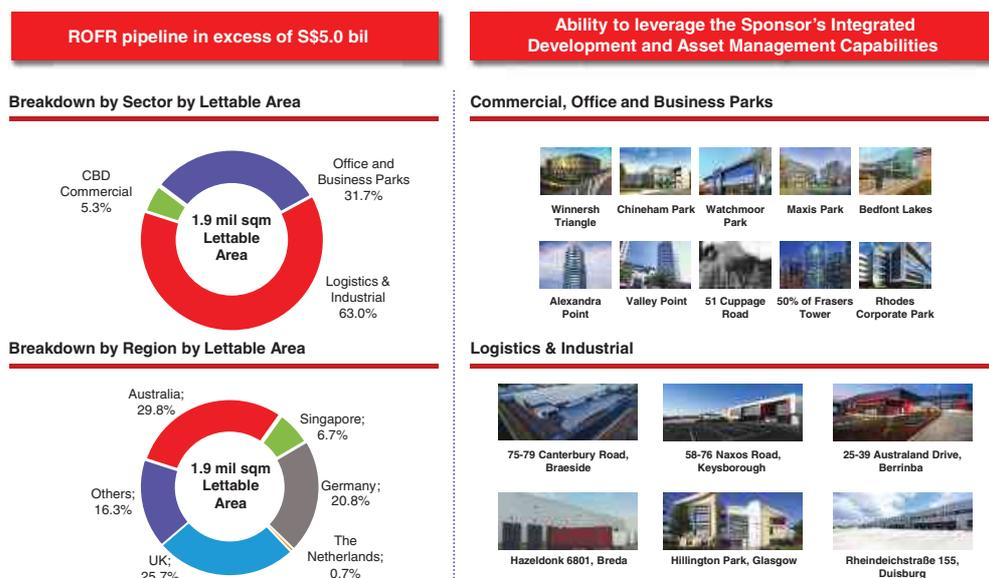 ROFR pipeline in excess of S$5.0 bil
Breakdown by Sector by Lettable Area
CBD
Commercial
5.3%
Office and
Business Parks
31.7%
1.9 mil sqm
Lettable
Area
Logistics &
Industrial
63.0%
Breakdown by Region by Lettable Area
Australia;
29.8%
Singapore;
6.7%
1.9 mil sqm
Lettable
Area
Germany;
20.8%
Others;
16.3%
The
Netherlands;
0.7%
UK;
25.7%
Ability to leverage the Sponsor's Integrated
Development and Asset Management Capabilities
Commercial, Office and Business Parks
Winnersh
Triangle
Chineham Park
Watchmoor
Park
Maxis Park
Bedfont Lakes
Alexandra
Point
Valley Point
51 Cuppage
Road
50% of Frasers
Tower
Rhodes
Corporate Park
Logistics & Industrial
75-79 Canterbury Road,
Braeside
58-76 Naxos Road,
Keysborough
25-39 Australand Drive,
Berrinba
Hazeldonk 6801, Breda
Hillington Park, Glasgow
Rheindeichstraße 155,
Duisburg